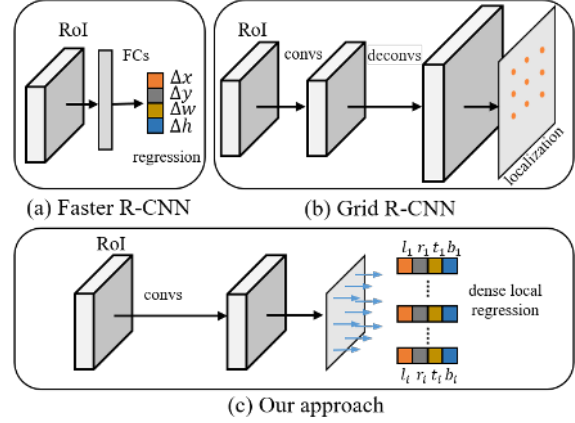 RoI
FCs
Δx
Δy
Δw
Δh
regression
(a) Faster R-CNN
RoI
convs
deconvs
localization
(b) Grid R-CNN
RoI
convs
l₁ r₁ t₁ b₁
dense local
regression
lᵢ rᵢ tᵢ bᵢ
(c) Our approach